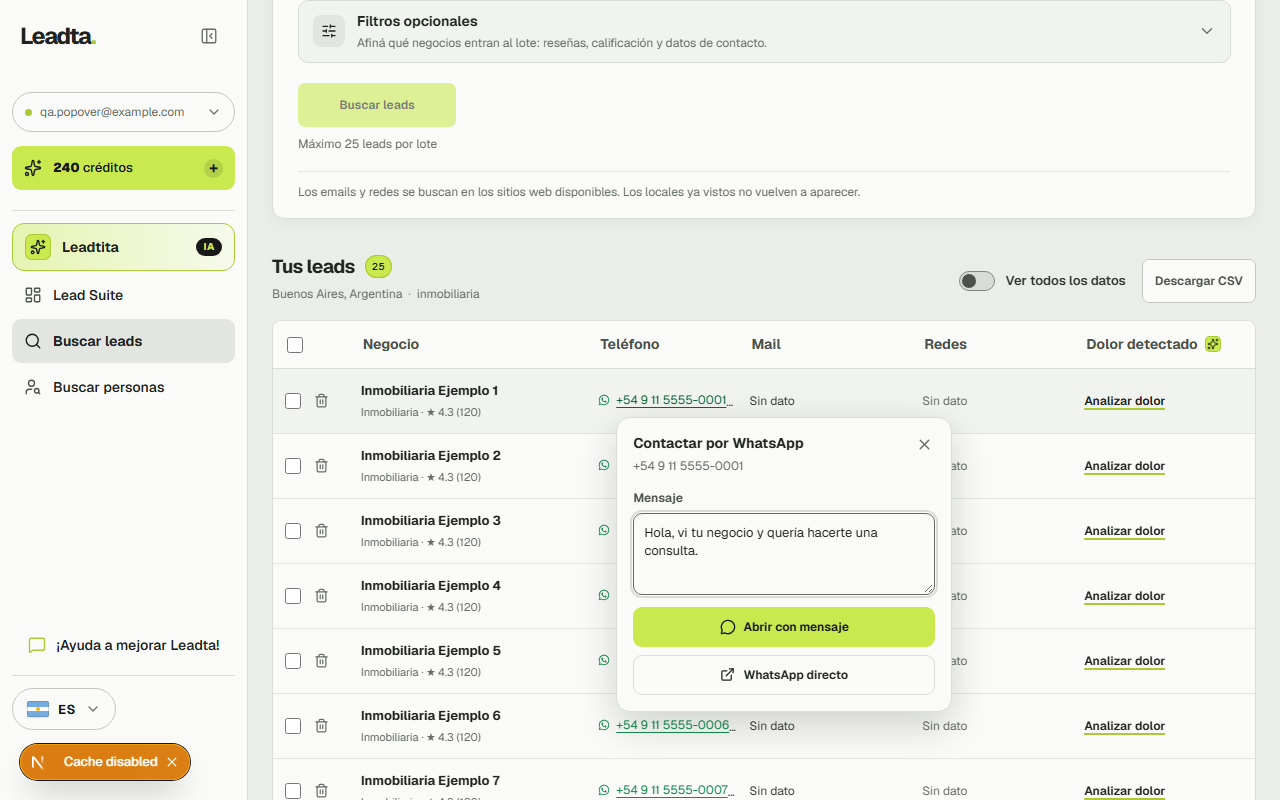 Leadta.
qa.popover@example.com
240 créditos
Leadtita
IA
Lead Suite
Buscar leads
Buscar personas
¡Ayuda a mejorar Leadta!
ES
Cache disabled
Filtros opcionales
Afiná qué negocios entran al lote: reseñas, calificación y datos de contacto.
Buscar leads
Máximo 25 leads por lote
Los emails y redes se buscan en los sitios web disponibles. Los locales ya vistos no vuelven a aparecer.
Tus leads 25
Buenos Aires, Argentina · inmobiliaria
Ver todos los datos
Descargar CSV
Negocio Teléfono Mail Redes Dolor detectado
Inmobiliaria Ejemplo 1
Inmobiliaria · ★ 4.3 (120)
+54 9 11 5555-0001... Sin dato Sin dato Analizar dolor
Contactar por WhatsApp
+54 9 11 5555-0001
Mensaje
Hola, vi tu negocio y quería hacerte una
consulta.
Abrir con mensaje
WhatsApp directo
Inmobiliaria Ejemplo 2
Inmobiliaria · ★ 4.3 (120)
ato Analizar dolor
Inmobiliaria Ejemplo 3
Inmobiliaria · ★ 4.3 (120)
ato Analizar dolor
Inmobiliaria Ejemplo 4
Inmobiliaria · ★ 4.3 (120)
ato Analizar dolor
Inmobiliaria Ejemplo 5
Inmobiliaria · ★ 4.3 (120)
ato Analizar dolor
Inmobiliaria Ejemplo 6
Inmobiliaria · ★ 4.3 (120)
+54 9 11 5555-0006... Sin dato Sin dato Analizar dolor
Inmobiliaria Ejemplo 7
+54 9 11 5555-0007... Sin dato Sin dato Analizar dolor